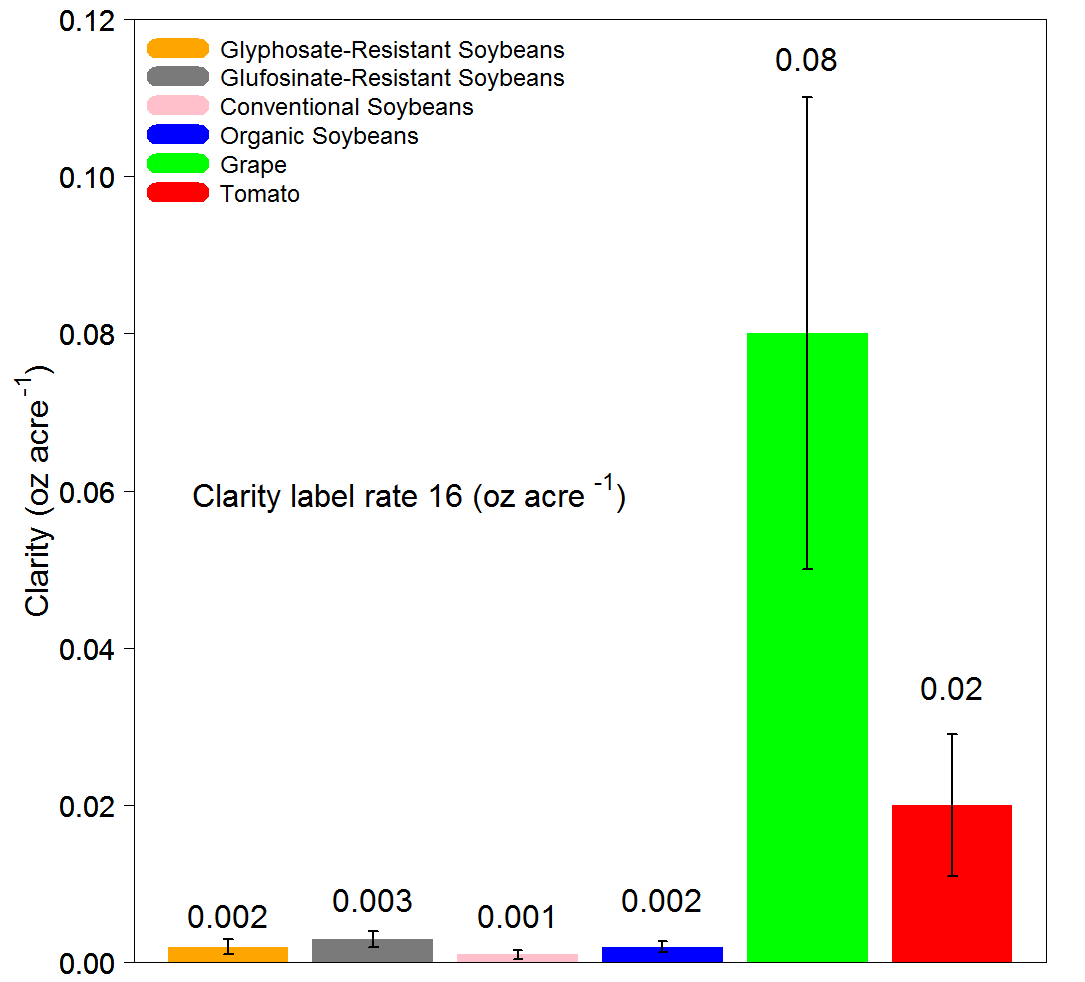 0.12
0.10
0.08
0.06
0.04
0.02
0.00
Clarity (oz acre⁻¹)
Glyphosate-Resistant Soybeans
Glufosinate-Resistant Soybeans
Conventional Soybeans
Organic Soybeans
Grape
Tomato
Clarity label rate 16 (oz acre ⁻¹)
0.002
0.003
0.001
0.002
0.08
0.02